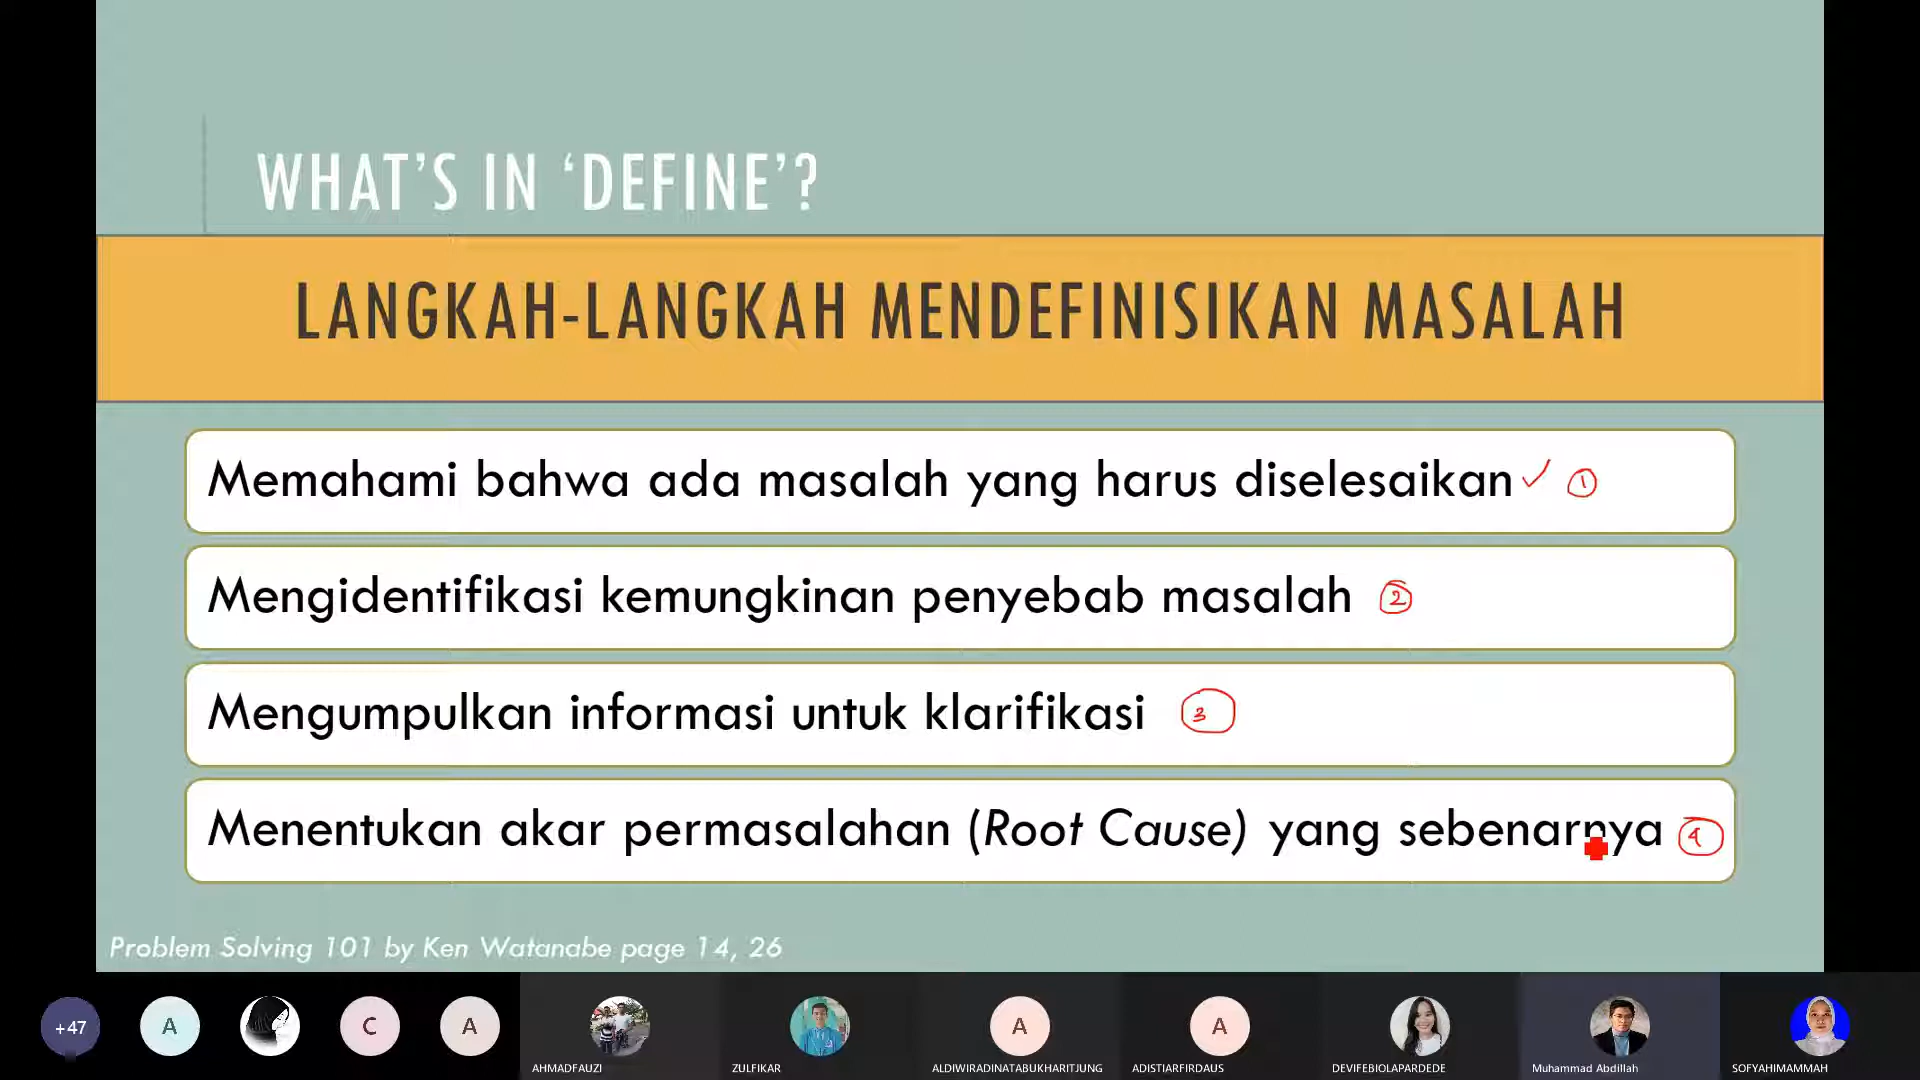 WHAT'S IN 'DEFINE'?
LANGKAH-LANGKAH MENDEFINISIKAN MASALAH
Memahami bahwa ada masalah yang harus diselesaikan ✓ 1
Mengidentifikasi kemungkinan penyebab masalah 2
Mengumpulkan informasi untuk klarifikasi 3
Menentukan akar permasalahan (Root Cause) yang sebenarnya 4
Problem Solving 101 by Ken Watanabe page 14, 26
+47 A C A A A
AHMADFAUZI ZULFIKAR ALDIWIRADINATABUKHARITJUNG ADISTIARFIRDAUS DEVIFEBIOLAPARDEDE Muhammad Abdillah SOFYAHIMAMMAH